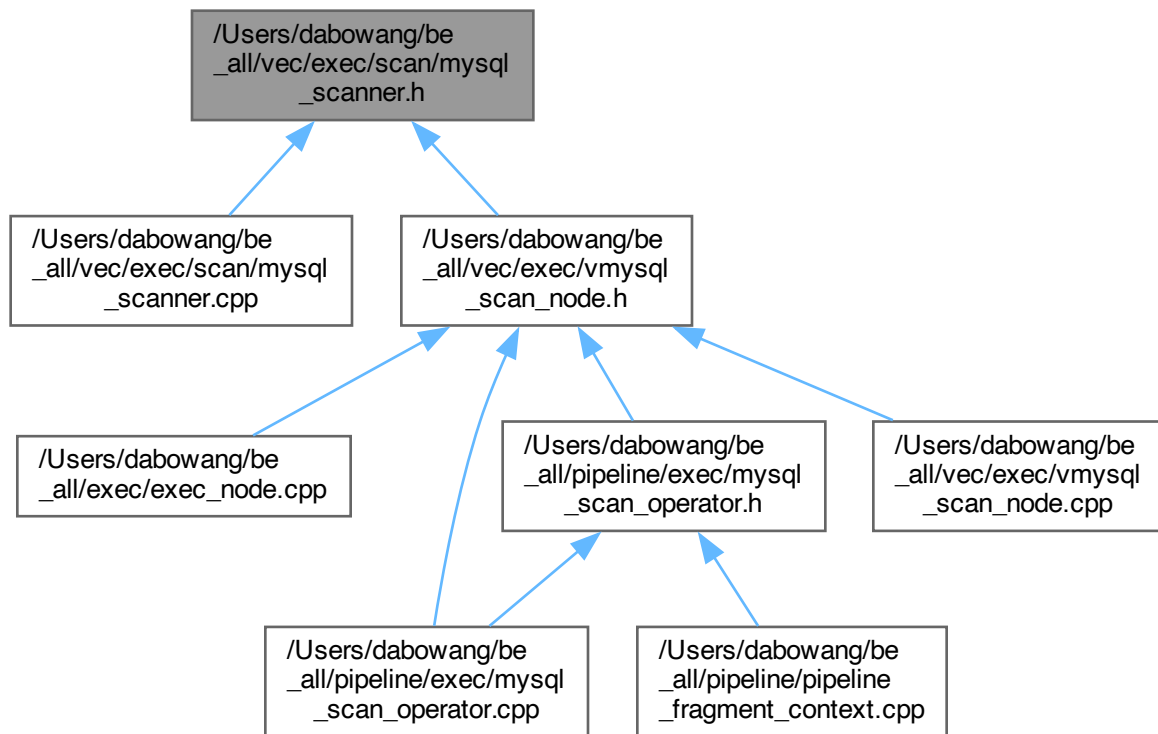 /Users/dabowang/be
_all/vec/exec/scan/mysql
_scanner.h
/Users/dabowang/be
_all/vec/exec/scan/mysql
_scanner.cpp
/Users/dabowang/be
_all/vec/exec/vmysql
_scan_node.h
/Users/dabowang/be
_all/exec/exec_node.cpp
/Users/dabowang/be
_all/pipeline/exec/mysql
_scan_operator.h
/Users/dabowang/be
_all/vec/exec/vmysql
_scan_node.cpp
/Users/dabowang/be
_all/pipeline/exec/mysql
_scan_operator.cpp
/Users/dabowang/be
_all/pipeline/pipeline
_fragment_context.cpp